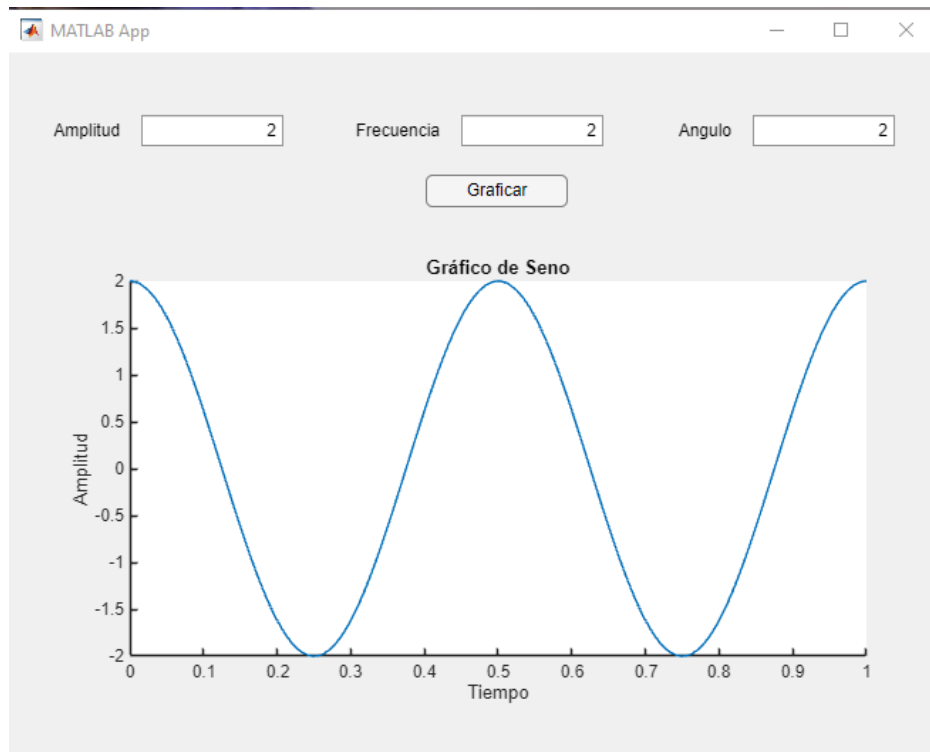 MATLAB App
Amplitud 2 Frecuencia 2 Angulo 2
Graficar
Gráfico de Seno
2
1.5
1
0.5
0
-0.5
-1
-1.5
-2
Amplitud
0 0.1 0.2 0.3 0.4 0.5 0.6 0.7 0.8 0.9 1
Tiempo